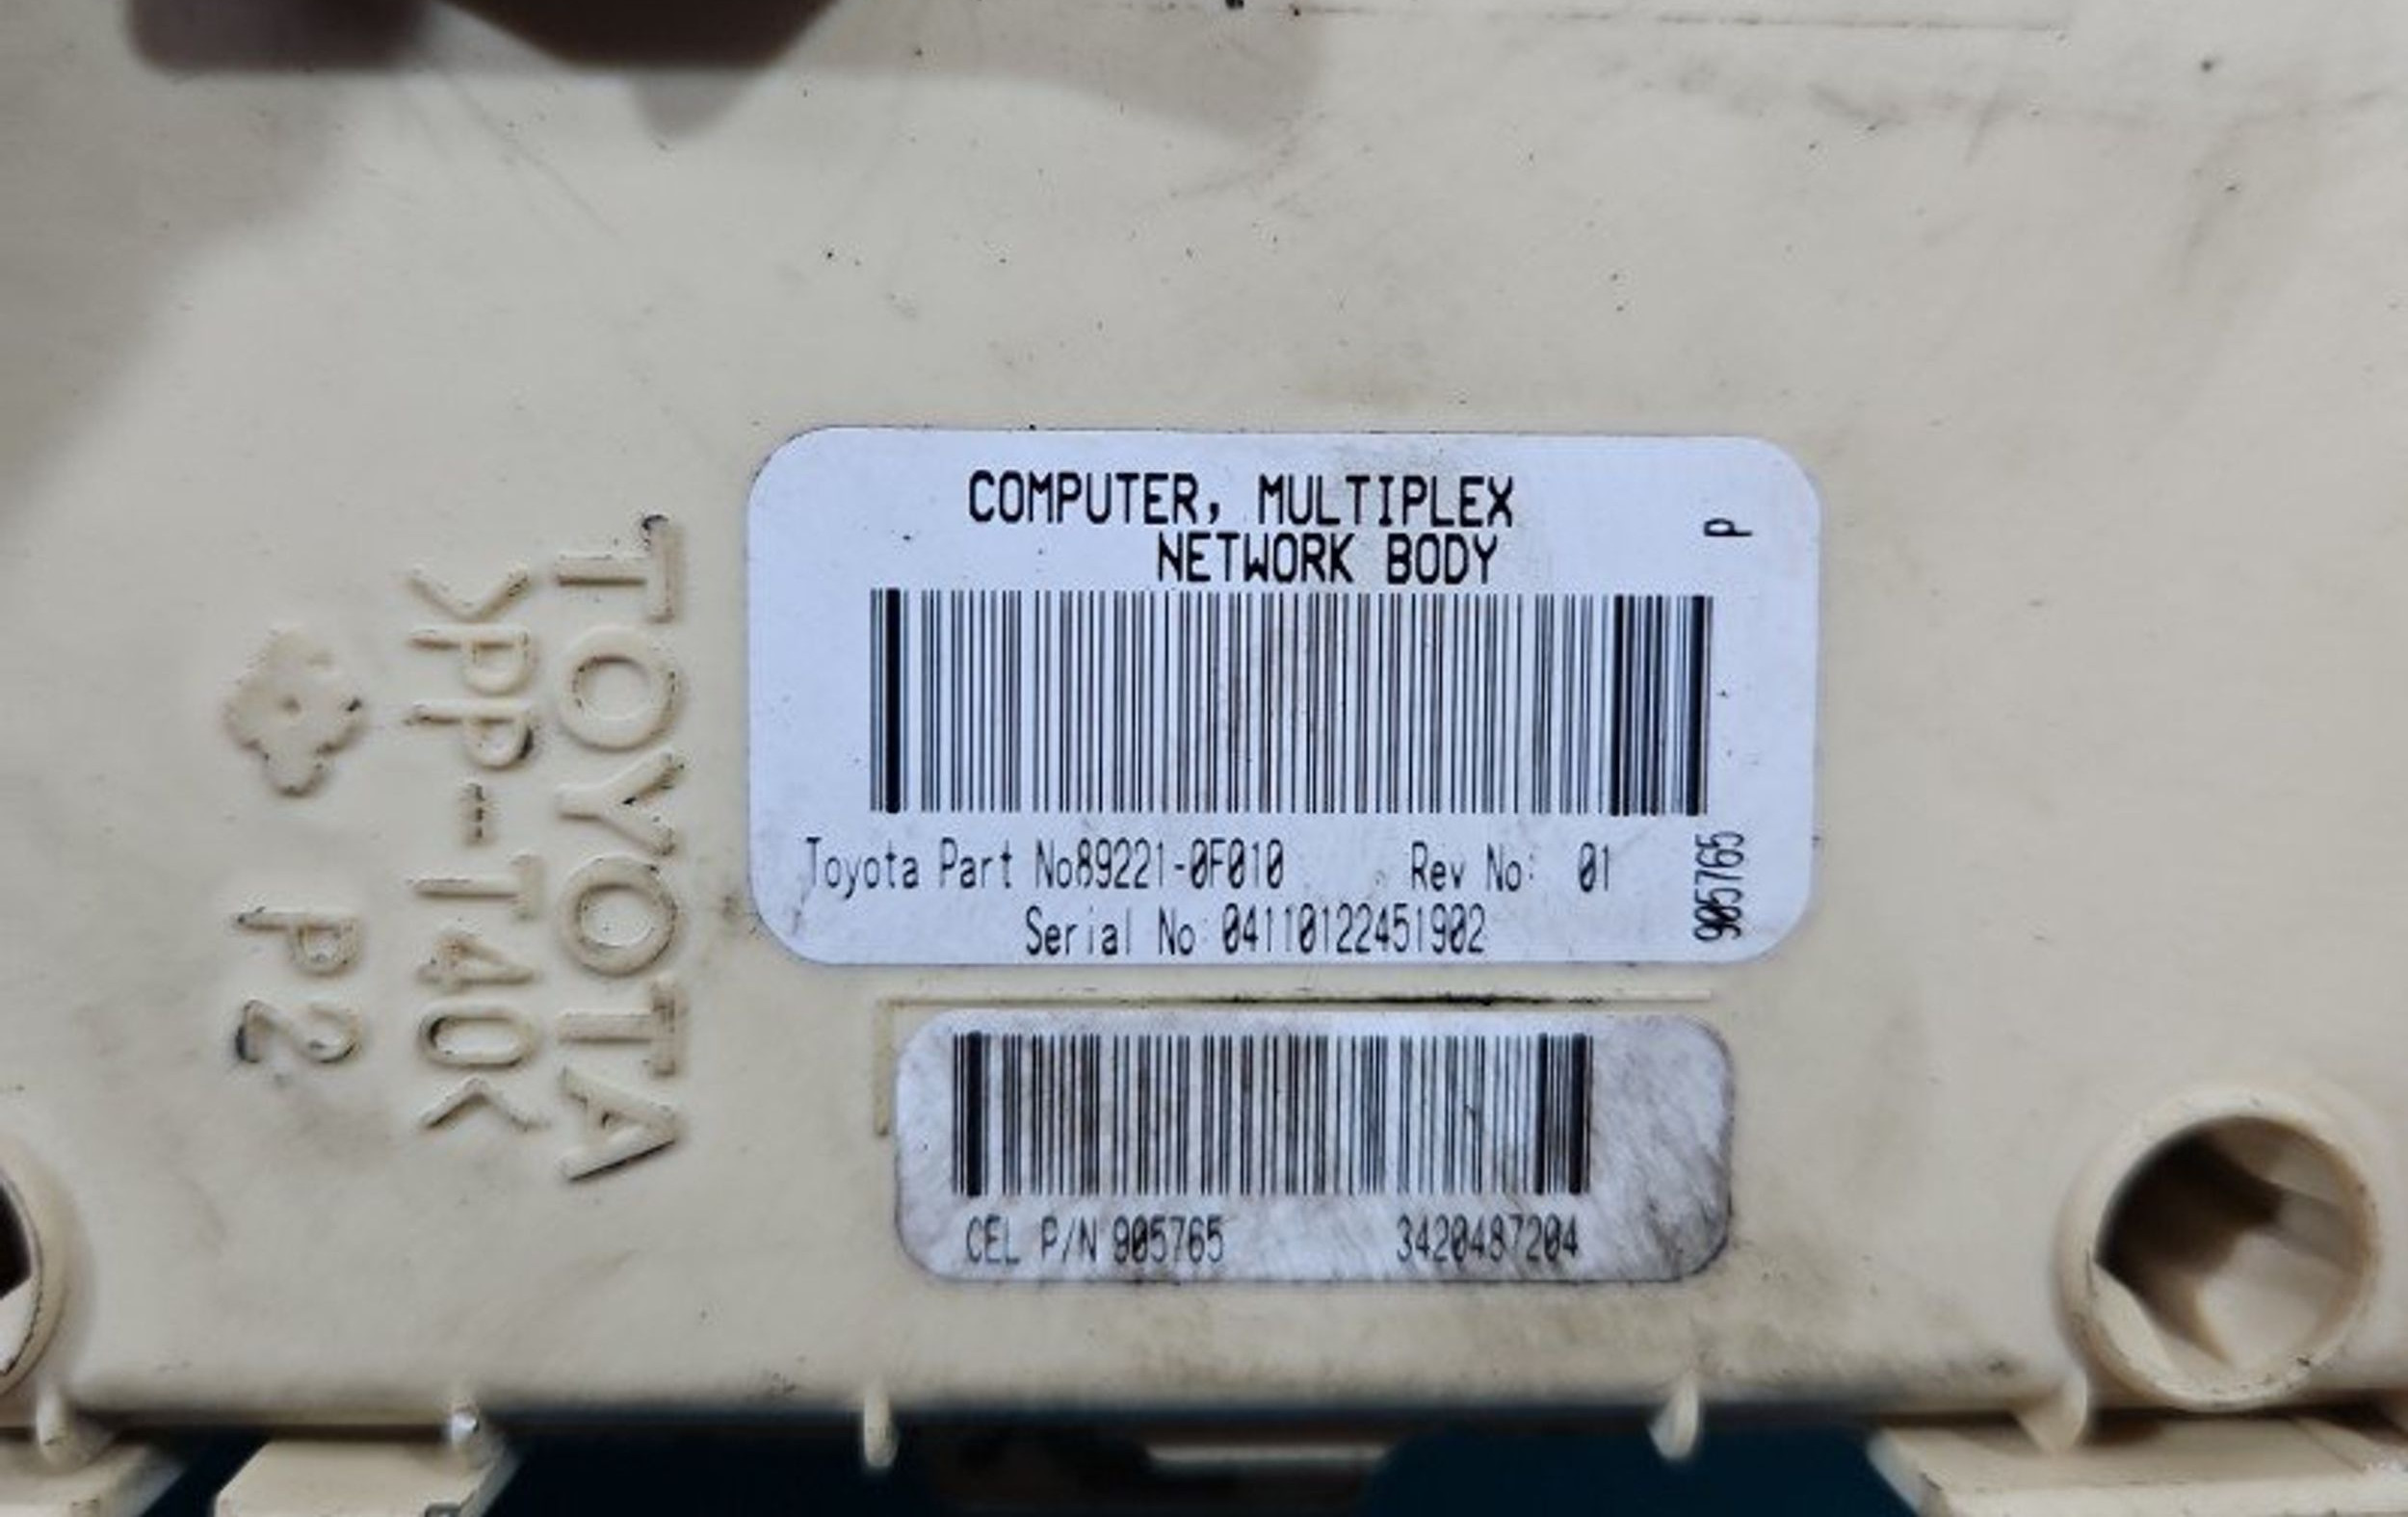 COMPUTER, MULTIPLEX
NETWORK BODY
P
Toyota Part No89221-0F010 Rev No: 01
Serial No 04110122451902
905765
CEL P/N 905765 3420487204
TOYOTA
>PP-T40<
P2